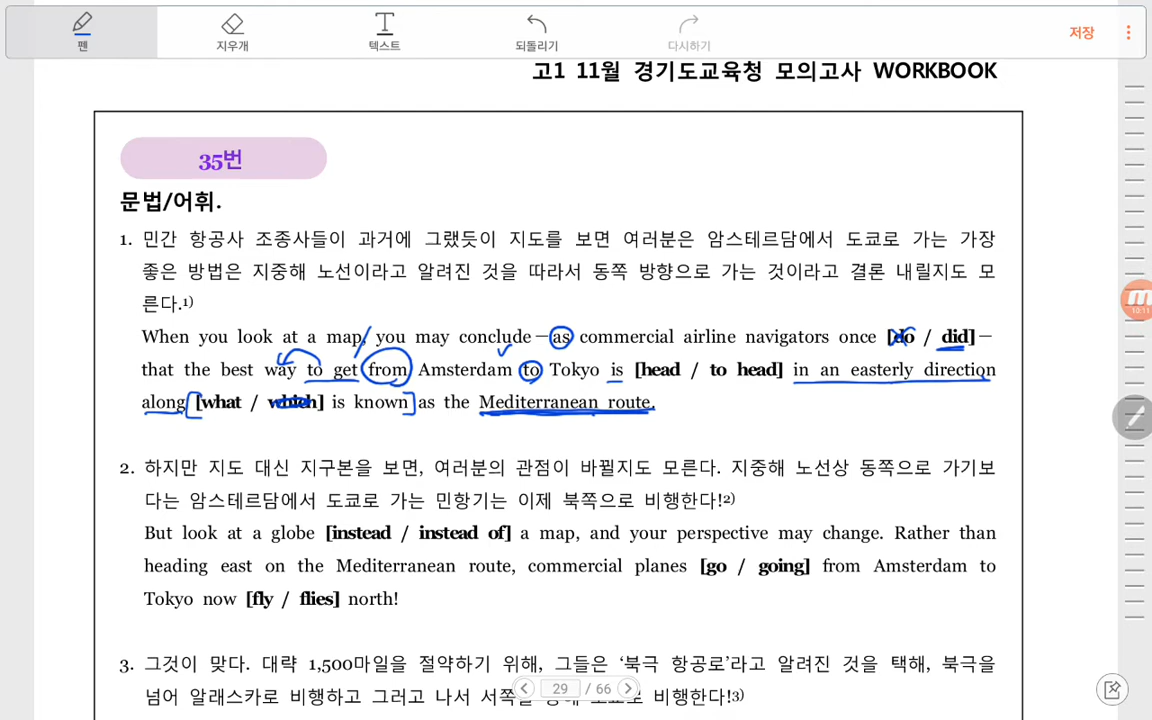 펜
지우개
텍스트
되돌리기
다시하기
저장
고1 11월 경기도교육청 모의고사 WORKBOOK
35번
문법/어휘.
1. 민간 항공사 조종사들이 과거에 그랬듯이 지도를 보면 여러분은 암스테르담에서 도쿄로 가는 가장
좋은 방법은 지중해 노선이라고 알려진 것을 따라서 동쪽 방향으로 가는 것이라고 결론 내릴지도 모
른다.1)
When you look at a map, you may conclude—as commercial airline navigators once [do / did]—
that the best way to get from Amsterdam to Tokyo is [head / to head] in an easterly direction
along [what / which] is known as the Mediterranean route.
2. 하지만 지도 대신 지구본을 보면, 여러분의 관점이 바뀔지도 모른다. 지중해 노선상 동쪽으로 가기보
다는 암스테르담에서 도쿄로 가는 민항기는 이제 북쪽으로 비행한다!2)
But look at a globe [instead / instead of] a map, and your perspective may change. Rather than
heading east on the Mediterranean route, commercial planes [go / going] from Amsterdam to
Tokyo now [fly / flies] north!
3. 그것이 맞다. 대략 1,500마일을 절약하기 위해, 그들은 ‘북극 항공로’라고 알려진 것을 택해, 북극을
넘어 알래스카로 비행하고 그러고 나서 서쪽을 비행한다!3)
29 / 66
10:11